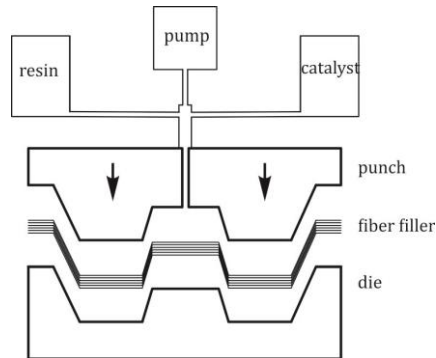 pump
resin
catalyst
punch
fiber filler
die